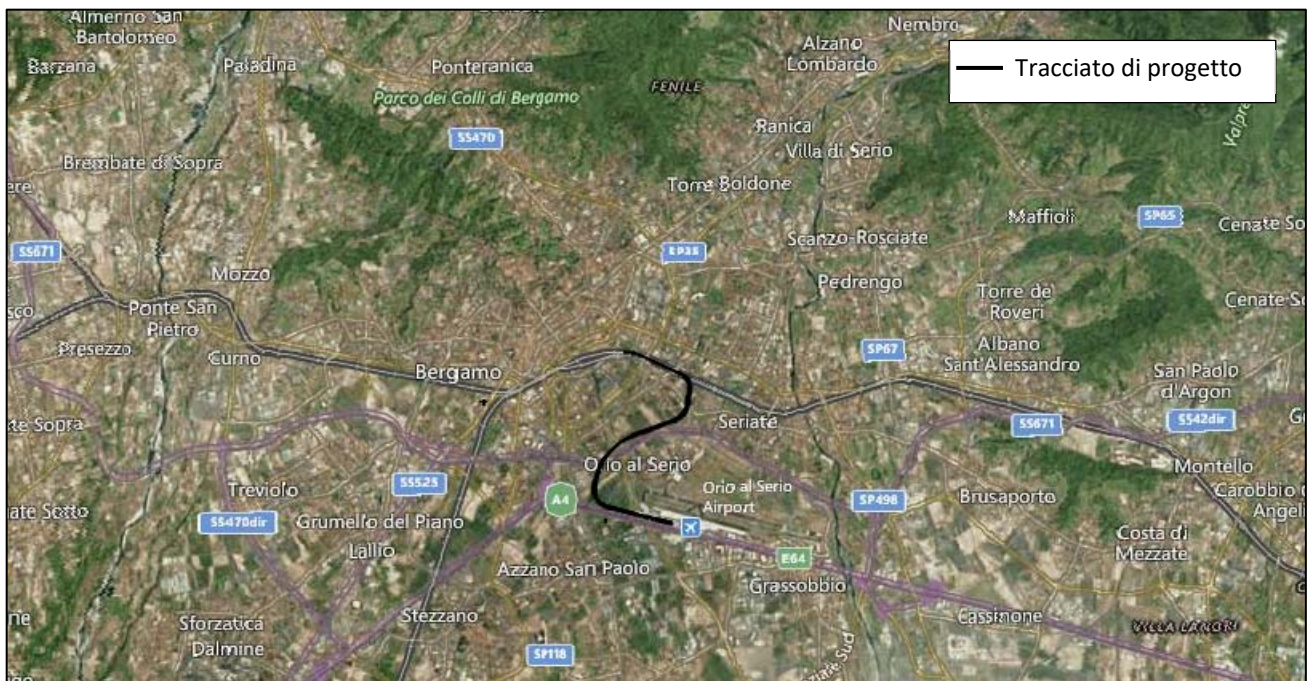 Almenno San
Bartolomeo
Barzana
Paladina
Ponteranica
Parco dei Colli di Bergamo
FENILE
Alzano
Lombardo
Nembro
Tracciato di progetto
SS470
Ranica
Villa di Se
Brembate di Sopra
Torre Boldone
Maffioli
SP65
Cenate So
SS671
Mozzo
SP35
Scanzo-Rosciate
Pedrengo
Torre de
Roveri
Cenate So
Ponte San
Pietro
Presezzo
Curno
Bergamo
SP67
Albano
Sant'Alessandro
San Paolo
d'Argon
Seriate
SS671
SS42dir
Orio al Serio
Montello
Treviolo
SS525
A4
Orio al Serio
Airport
SP498
Brusaporto
Carobbio
Angeli
SS470dir
Grumello del Piano
Lallio
Costa di
Mezzate
Azzano San Paolo
E64
Grassobbio
Stezzano
Cassinone
Sforzatica
Dalmine
SP118